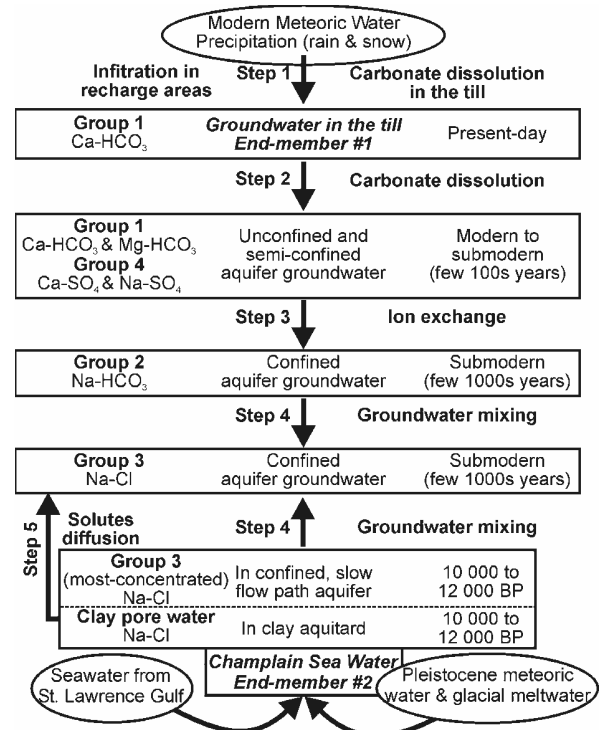 Modern Meteoric Water
Precipitation (rain & snow)
Infitration in
recharge areas
Step 1
Carbonate dissolution
in the till
Group 1
Ca-HCO₃
Groundwater in the till
End-member #1
Present-day
Step 2
Carbonate dissolution
Group 1
Ca-HCO₃ & Mg-HCO₃
Group 4
Ca-SO₄ & Na-SO₄
Unconfined and
semi-confined
aquifer groundwater
Modern to
submodern
(few 100s years)
Step 3
Ion exchange
Group 2
Na-HCO₃
Confined
aquifer groundwater
Submodern
(few 1000s years)
Step 4
Groundwater mixing
Group 3
Na-Cl
Confined
aquifer groundwater
Submodern
(few 1000s years)
Step 5
Solutes
diffusion
Step 4
Groundwater mixing
Group 3
(most-concentrated)
Na-Cl
In confined, slow
flow path aquifer
10 000 to
12 000 BP
Clay pore water
Na-Cl
In clay aquitard
10 000 to
12 000 BP
Champlain Sea Water
End-member #2
Seawater from
St. Lawrence Gulf
Pleistocene meteoric
water & glacial meltwater